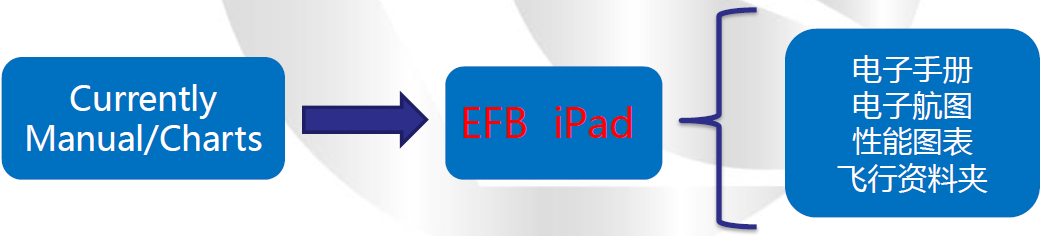 Currently
Manual/Charts
EFB iPad
电子手册
电子航图
性能图表
飞行资料夹